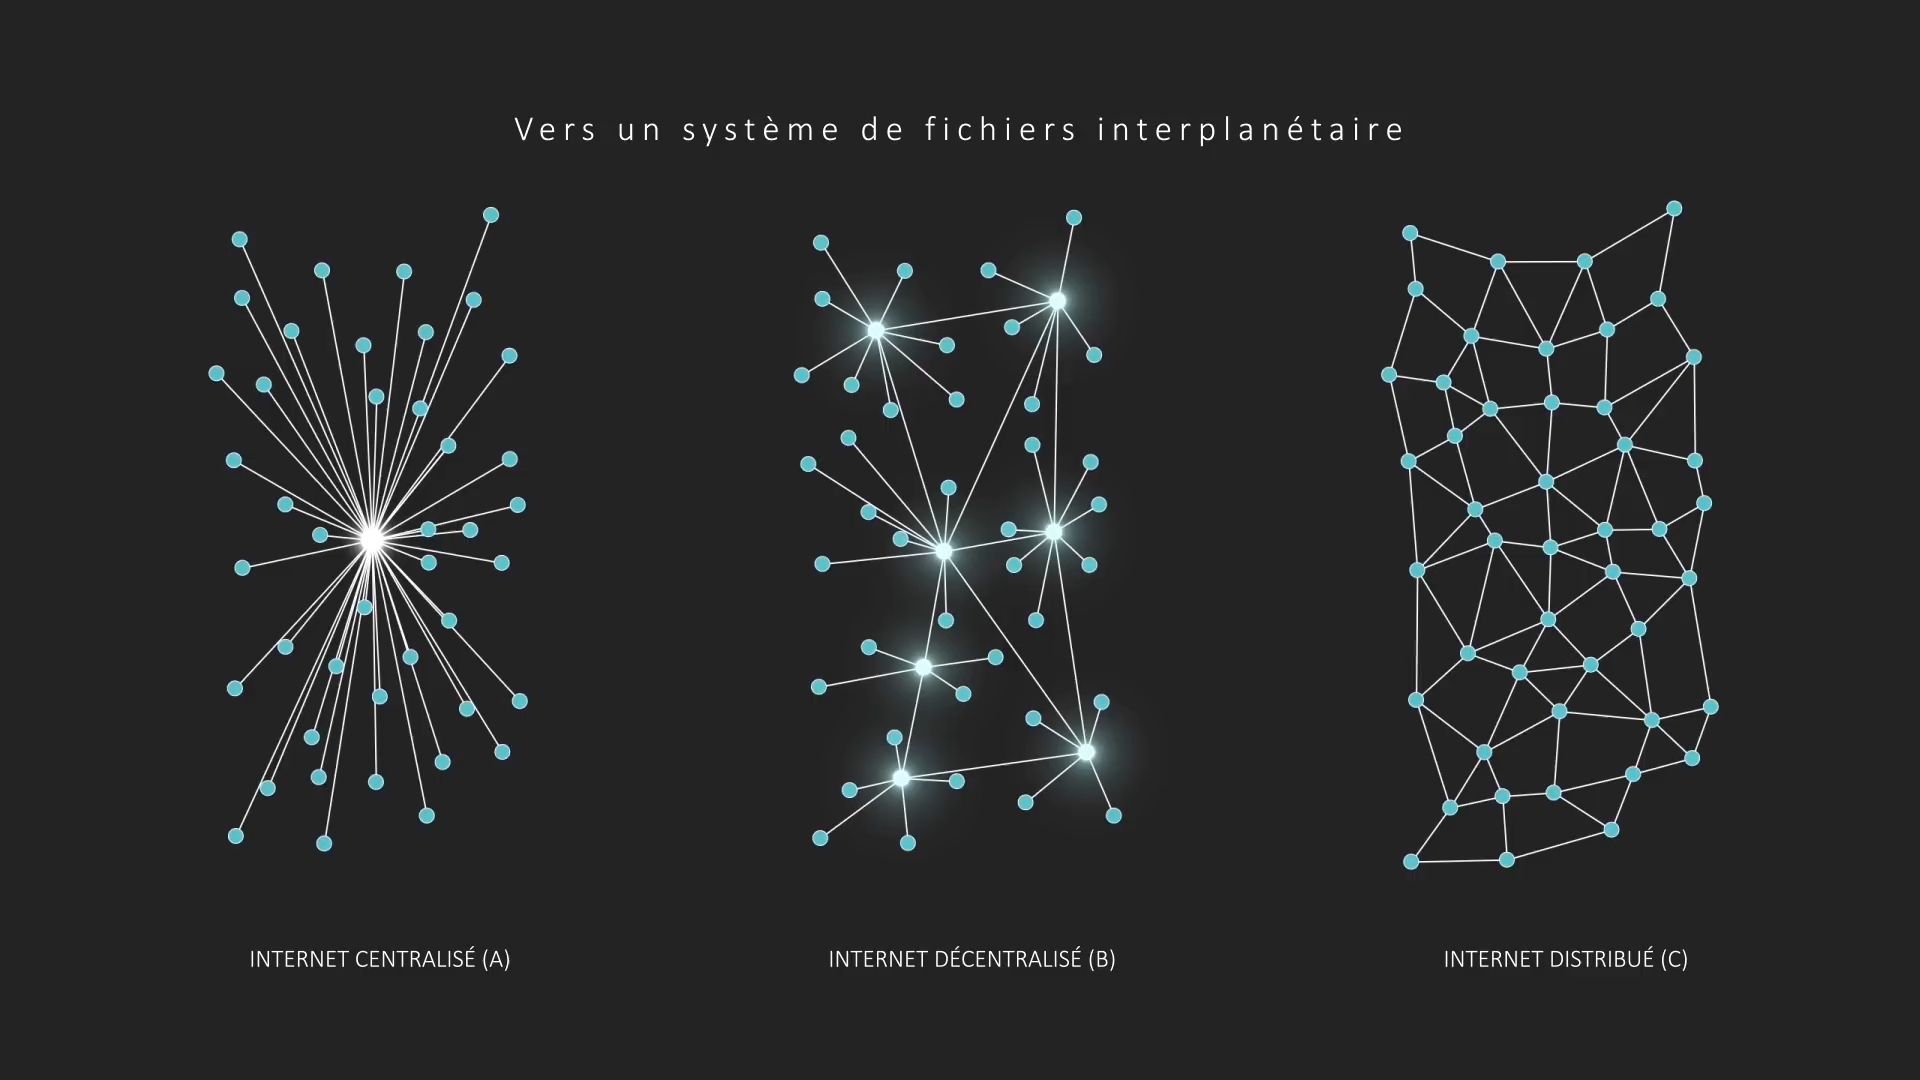 Vers un système de fichiers interplanétaire
INTERNET CENTRALISÉ (A)
INTERNET DÉCENTRALISÉ (B)
INTERNET DISTRIBUÉ (C)